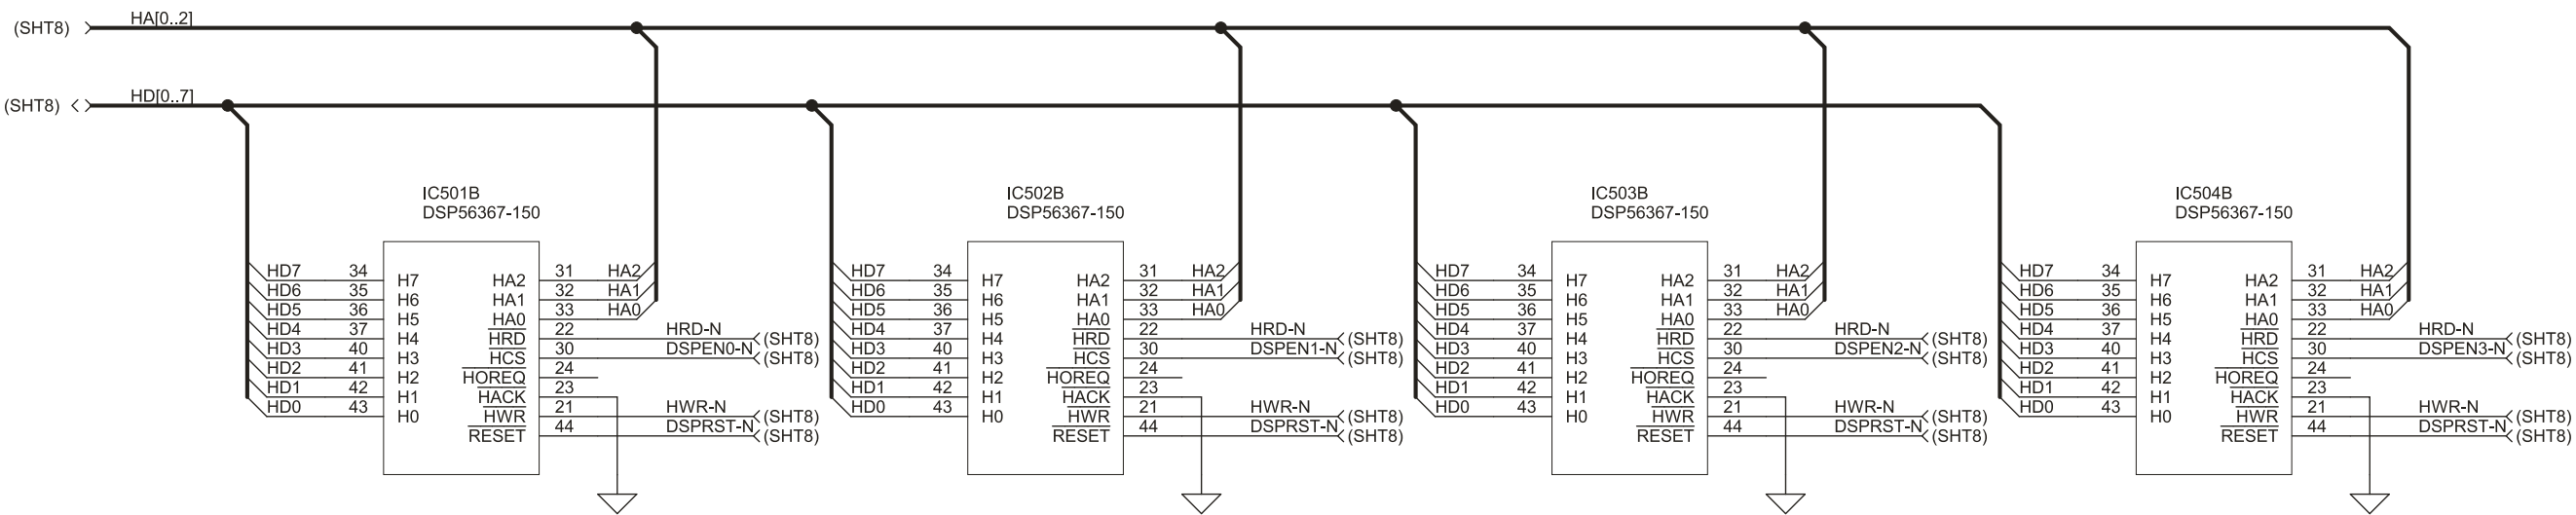 (SHT8) HA[0..2]
(SHT8) HD[0..7]
IC501B
DSP56367-150
HD7 34 H7 HA2 31 HA2
HD6 35 H6 HA1 32 HA1
HD5 36 H5 HA0 33 HA0
HD4 37 H4 HRD 22 HRD-N (SHT8)
HD3 40 H3 HCS 30 DSPEN0-N (SHT8)
HD2 41 H2 HOREQ 24
HD1 42 H1 HACK 23
HD0 43 H0 HWR 21 HWR-N (SHT8)
RESET 44 DSPRST-N (SHT8)
IC502B
DSP56367-150
HD7 34 H7 HA2 31 HA2
HD6 35 H6 HA1 32 HA1
HD5 36 H5 HA0 33 HA0
HD4 37 H4 HRD 22 HRD-N (SHT8)
HD3 40 H3 HCS 30 DSPEN1-N (SHT8)
HD2 41 H2 HOREQ 24
HD1 42 H1 HACK 23
HD0 43 H0 HWR 21 HWR-N (SHT8)
RESET 44 DSPRST-N (SHT8)
IC503B
DSP56367-150
HD7 34 H7 HA2 31 HA2
HD6 35 H6 HA1 32 HA1
HD5 36 H5 HA0 33 HA0
HD4 37 H4 HRD 22 HRD-N (SHT8)
HD3 40 H3 HCS 30 DSPEN2-N (SHT8)
HD2 41 H2 HOREQ 24
HD1 42 H1 HACK 23
HD0 43 H0 HWR 21 HWR-N (SHT8)
RESET 44 DSPRST-N (SHT8)
IC504B
DSP56367-150
HD7 34 H7 HA2 31 HA2
HD6 35 H6 HA1 32 HA1
HD5 36 H5 HA0 33 HA0
HD4 37 H4 HRD 22 HRD-N (SHT8)
HD3 40 H3 HCS 30 DSPEN3-N (SHT8)
HD2 41 H2 HOREQ 24
HD1 42 H1 HACK 23
HD0 43 H0 HWR 21 HWR-N (SHT8)
RESET 44 DSPRST-N (SHT8)